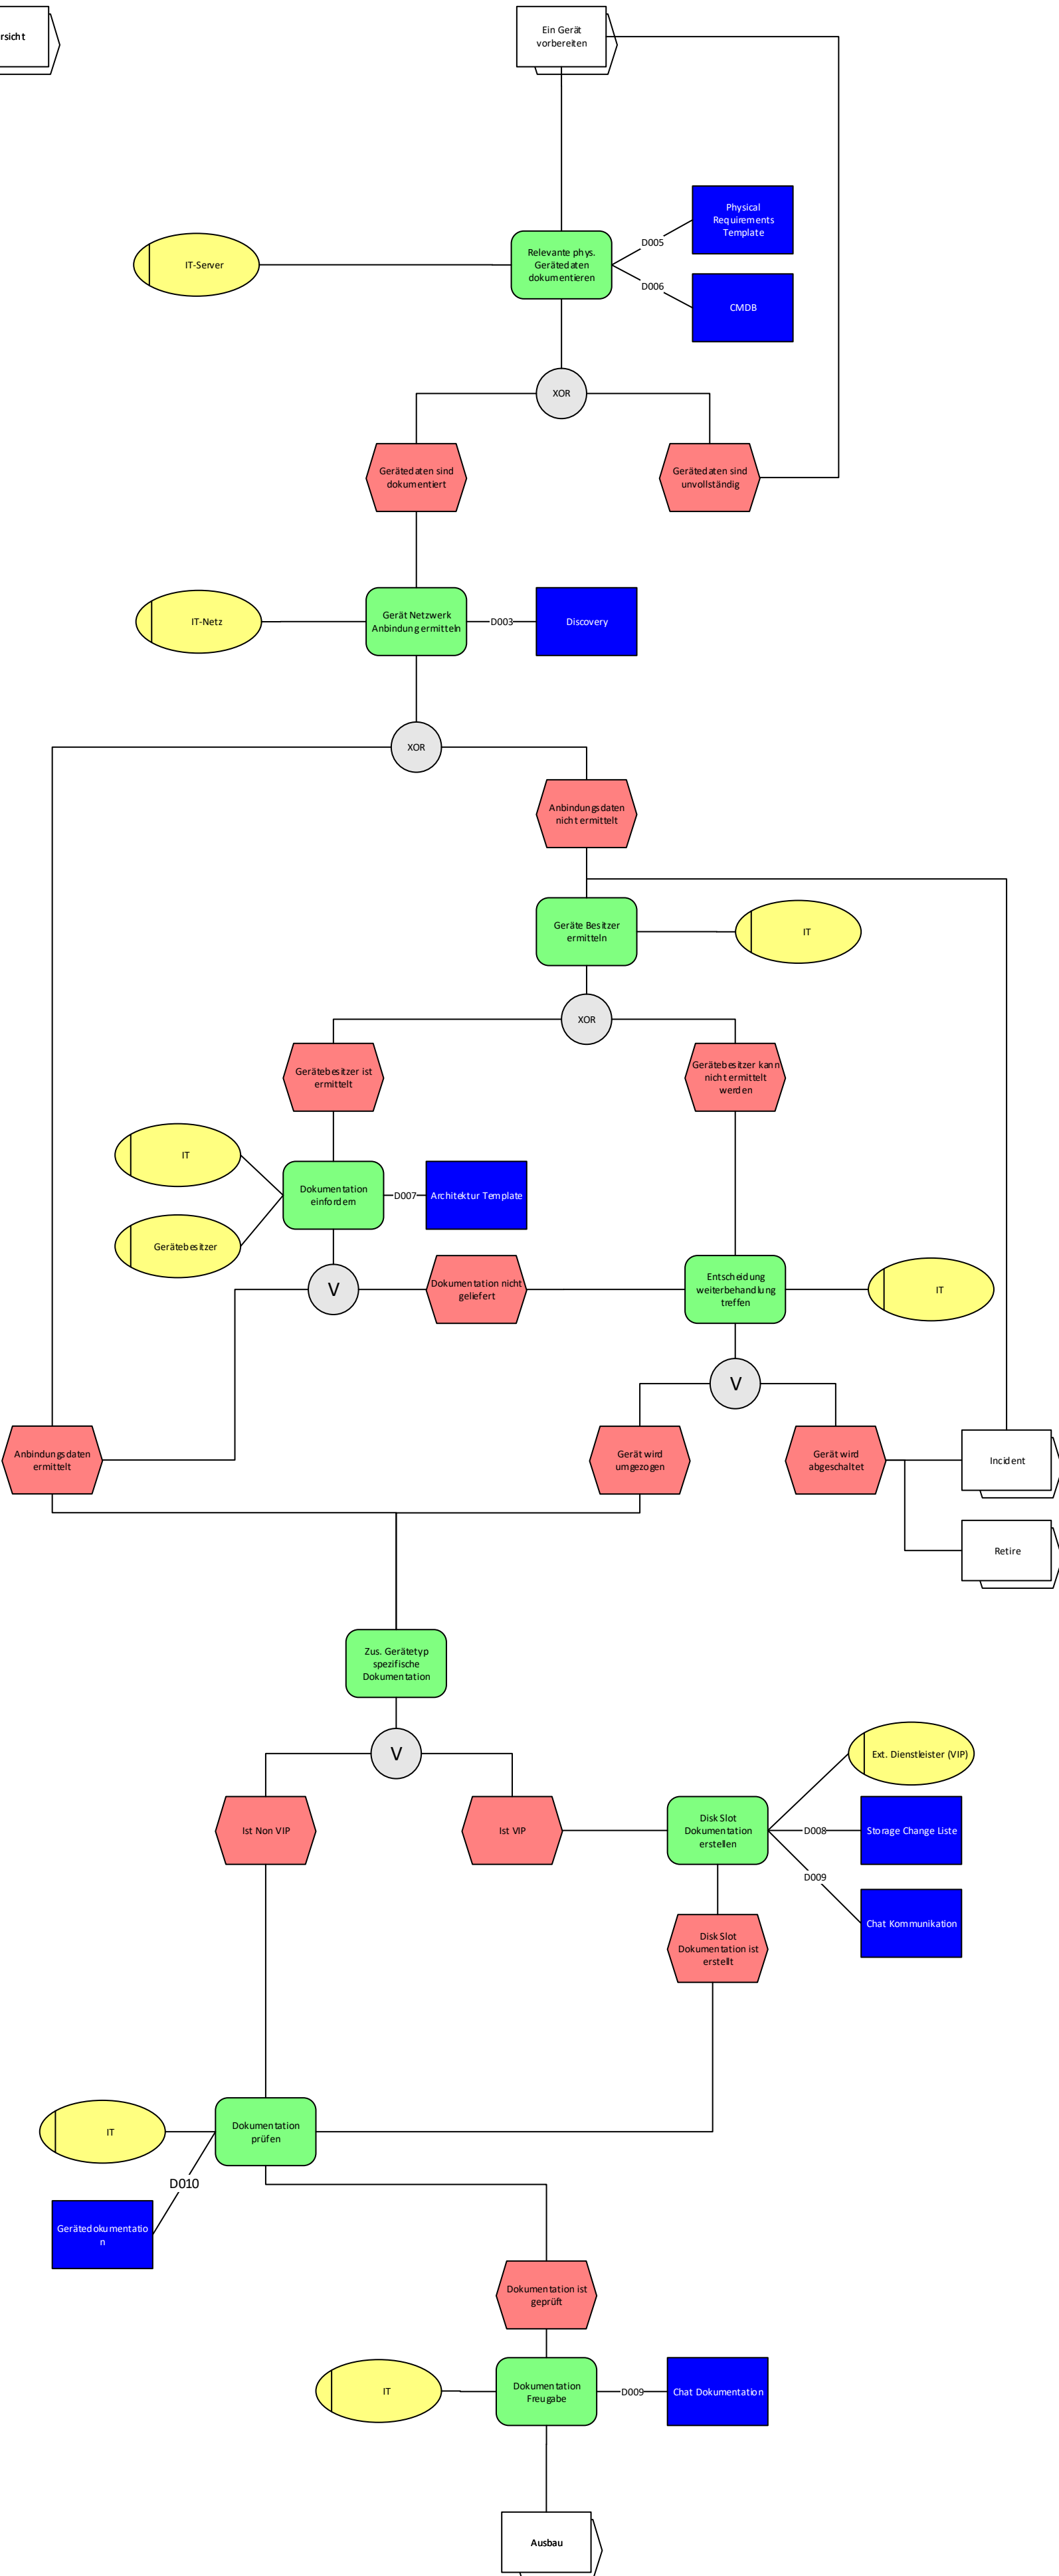 rsicht
Ein Gerät
vorbereiten
Physical
Requirements
Template
D005
IT-Server
Relevante phys.
Gerätedaten
dokumentieren
D006
CMDB
XOR
Gerätedaten sind
dokumentiert
Gerätedaten sind
unvollständig
IT-Netz
Gerät Netzwerk
Anbindung ermitteln
D003
Discovery
XOR
Anbindungsdaten
nicht ermittelt
Geräte Besitzer
ermitteln
IT
XOR
Gerätebesitzer ist
ermittelt
Gerätebesitzer kann
nicht ermittelt
werden
IT
Dokumentation
einfordern
D007
Architektur Template
Gerätebesitzer
V
Dokumentation nicht
geliefert
Entscheidung
weiterbehandlung
treffen
IT
V
Anbindungsdaten
ermittelt
Gerät wird
umgezogen
Gerät wird
abgeschaltet
Incident
Retire
Zus. Gerätetyp
spezifische
Dokumentation
V
Ext. Dienstleister (VIP)
Ist Non VIP
Ist VIP
Disk Slot
Dokumentation
erstellen
D008
Storage Change Liste
D009
Chat Kommunikation
Disk Slot
Dokumentation ist
erstellt
IT
Dokumentation
prüfen
D010
Gerätedokumentatio
n
Dokumentation ist
geprüft
IT
Dokumentation
Freugabe
D009
Chat Dokumentation
Ausbau